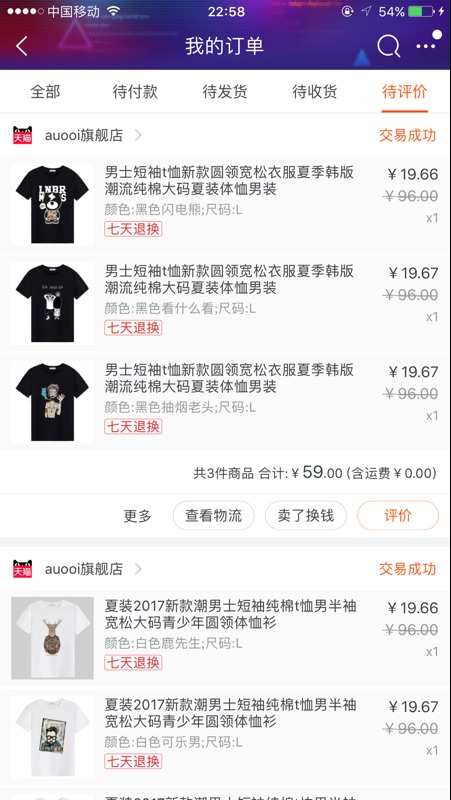 中国移动 22:58 54%
我的订单
全部 待付款 待发货 待收货 待评价
天猫 auooi旗舰店 交易成功
男士短袖t恤新款圆领宽松衣服夏季韩版 ¥19.66
潮流纯棉大码夏装体恤男装 ¥96.00
颜色:黑色闪电熊;尺码:L x1
七天退换
男士短袖t恤新款圆领宽松衣服夏季韩版 ¥19.67
潮流纯棉大码夏装体恤男装 ¥96.00
颜色:黑色看什么看;尺码:L x1
七天退换
男士短袖t恤新款圆领宽松衣服夏季韩版 ¥19.67
潮流纯棉大码夏装体恤男装 ¥96.00
颜色:黑色抽烟老头;尺码:L x1
七天退换
共3件商品 合计:¥59.00 (含运费¥0.00)
更多 查看物流 卖了换钱 评价
天猫 auooi旗舰店 交易成功
夏装2017新款潮男士短袖纯棉t恤男半袖 ¥19.66
宽松大码青少年圆领体恤衫 ¥96.00
颜色:白色鹿先生;尺码:L x1
七天退换
夏装2017新款潮男士短袖纯棉t恤男半袖 ¥19.67
宽松大码青少年圆领体恤衫 ¥96.00
颜色:白色可乐男;尺码:L x1
七天退换